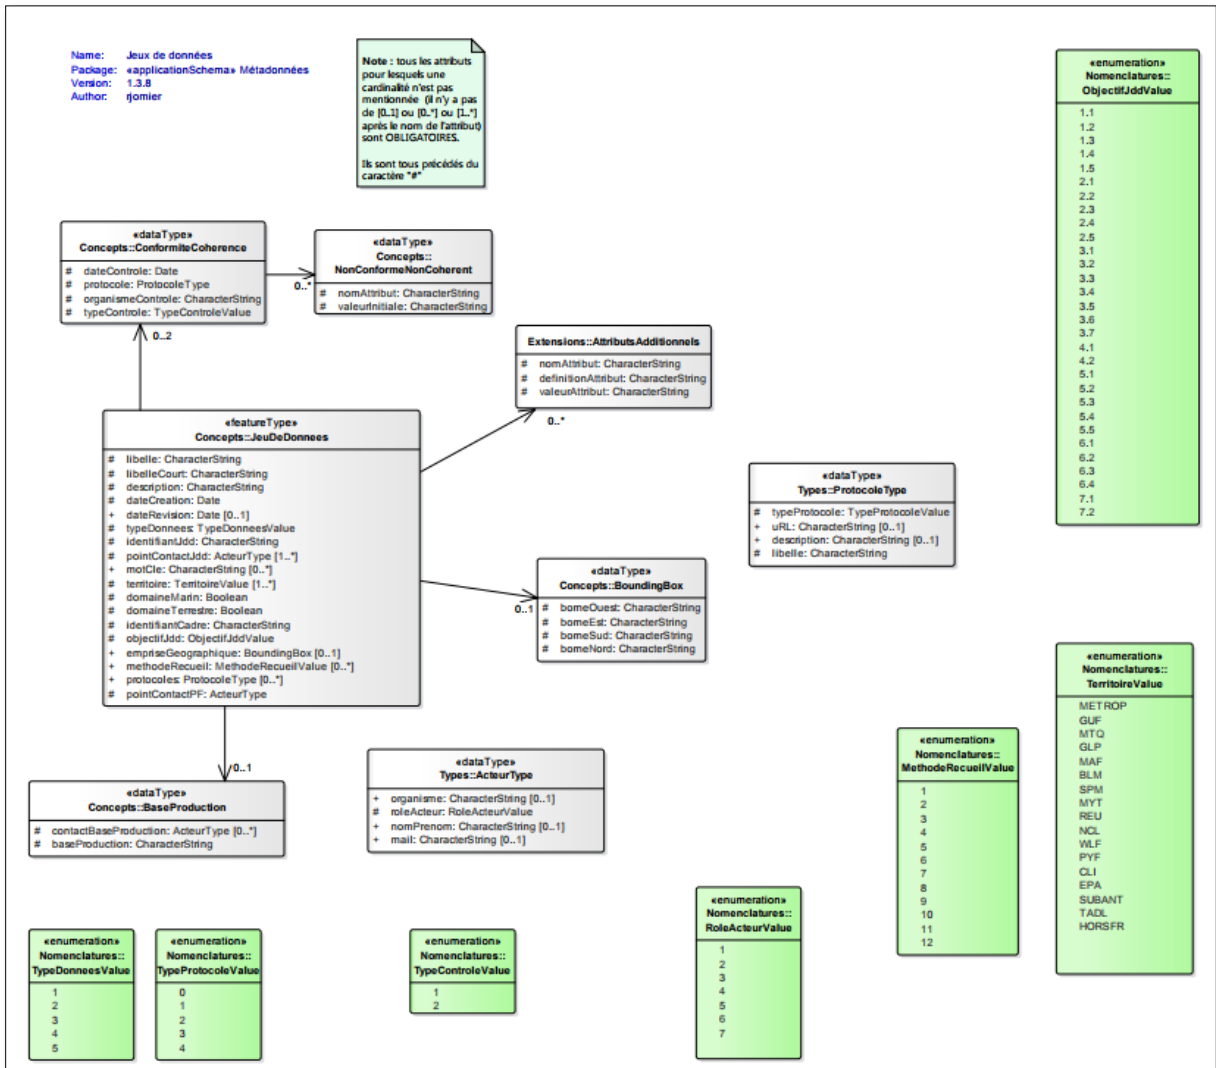 Name: Jeux de données
Package: «applicationSchema» Métadonnées
Version: 1.3.8
Author: rjomier
Note : tous les attributs
pour lesquels une
cardinalité n'est pas
mentionnée (il n'y a pas
de [0..1] ou [0..*] ou [1..*]
après le nom de l'attribut)
sont OBLIGATOIRES.
Ils sont tous précédés du
caractère "#"
«enumeration»
Nomenclatures::
ObjectifJddValue
1.1
1.2
1.3
1.4
1.5
2.1
2.2
2.3
2.4
2.5
3.1
3.2
3.3
3.4
3.5
3.6
3.7
4.1
4.2
5.1
5.2
5.3
5.4
5.5
6.1
6.2
6.3
6.4
7.1
7.2
«dataType»
Concepts::ConformiteCoherence
# dateControle: Date
# protocole: ProtocoleType
# organismeControle: CharacterString
# typeControle: TypeControleValue
0..*
«dataType»
Concepts::
NonConformeNonCoherent
# nomAttribut: CharacterString
# valeurInitiale: CharacterString
0..2
Extensions::AttributsAdditionnels
# nomAttribut: CharacterString
# definitionAttribut: CharacterString
# valeurAttribut: CharacterString
0..*
«featureType»
Concepts::JeuDeDonnees
# libelle: CharacterString
# libelleCourt: CharacterString
# description: CharacterString
# dateCreation: Date
+ dateRevision: Date [0..1]
# typeDonnees: TypeDonneesValue
# identifiantJdd: CharacterString
# pointContactJdd: ActeurType [1..*]
+ motCle: CharacterString [0..*]
# territoire: TerritoireValue [1..*]
# domaineMarin: Boolean
# domaineTerrestre: Boolean
# identifiantCadre: CharacterString
# objectifJdd: ObjectifJddValue
+ empriseGeographique: BoundingBox [0..1]
+ methodeRecueil: MethodeRecueilValue [0..*]
+ protocoles: ProtocoleType [0..*]
# pointContactPF: ActeurType
«dataType»
Types::ProtocoleType
# typeProtocole: TypeProtocoleValue
+ uRL: CharacterString [0..1]
+ description: CharacterString [0..1]
# libelle: CharacterString
0..1
«dataType»
Concepts::BoundingBox
# borneOuest: CharacterString
# borneEst: CharacterString
# borneSud: CharacterString
# borneNord: CharacterString
«enumeration»
Nomenclatures::
TerritoireValue
METROP
GUF
MTQ
GLP
MAF
BLM
SPM
MYT
REU
NCL
WLF
PYF
CLI
EPA
SUBANT
TADL
HORSFR
0..1
«dataType»
Concepts::BaseProduction
# contactBaseProduction: ActeurType [0..*]
# baseProduction: CharacterString
«dataType»
Types::ActeurType
+ organisme: CharacterString [0..1]
# roleActeur: RoleActeurValue
+ nomPrenom: CharacterString [0..1]
+ mail: CharacterString [0..1]
«enumeration»
Nomenclatures::
MethodeRecueilValue
1
2
3
4
5
6
7
8
9
10
11
12
«enumeration»
Nomenclatures::
TypeDonneesValue
1
2
3
4
5
«enumeration»
Nomenclatures::
TypeProtocoleValue
0
1
2
3
4
«enumeration»
Nomenclatures::
TypeControleValue
1
2
«enumeration»
Nomenclatures::
RoleActeurValue
1
2
3
4
5
6
7